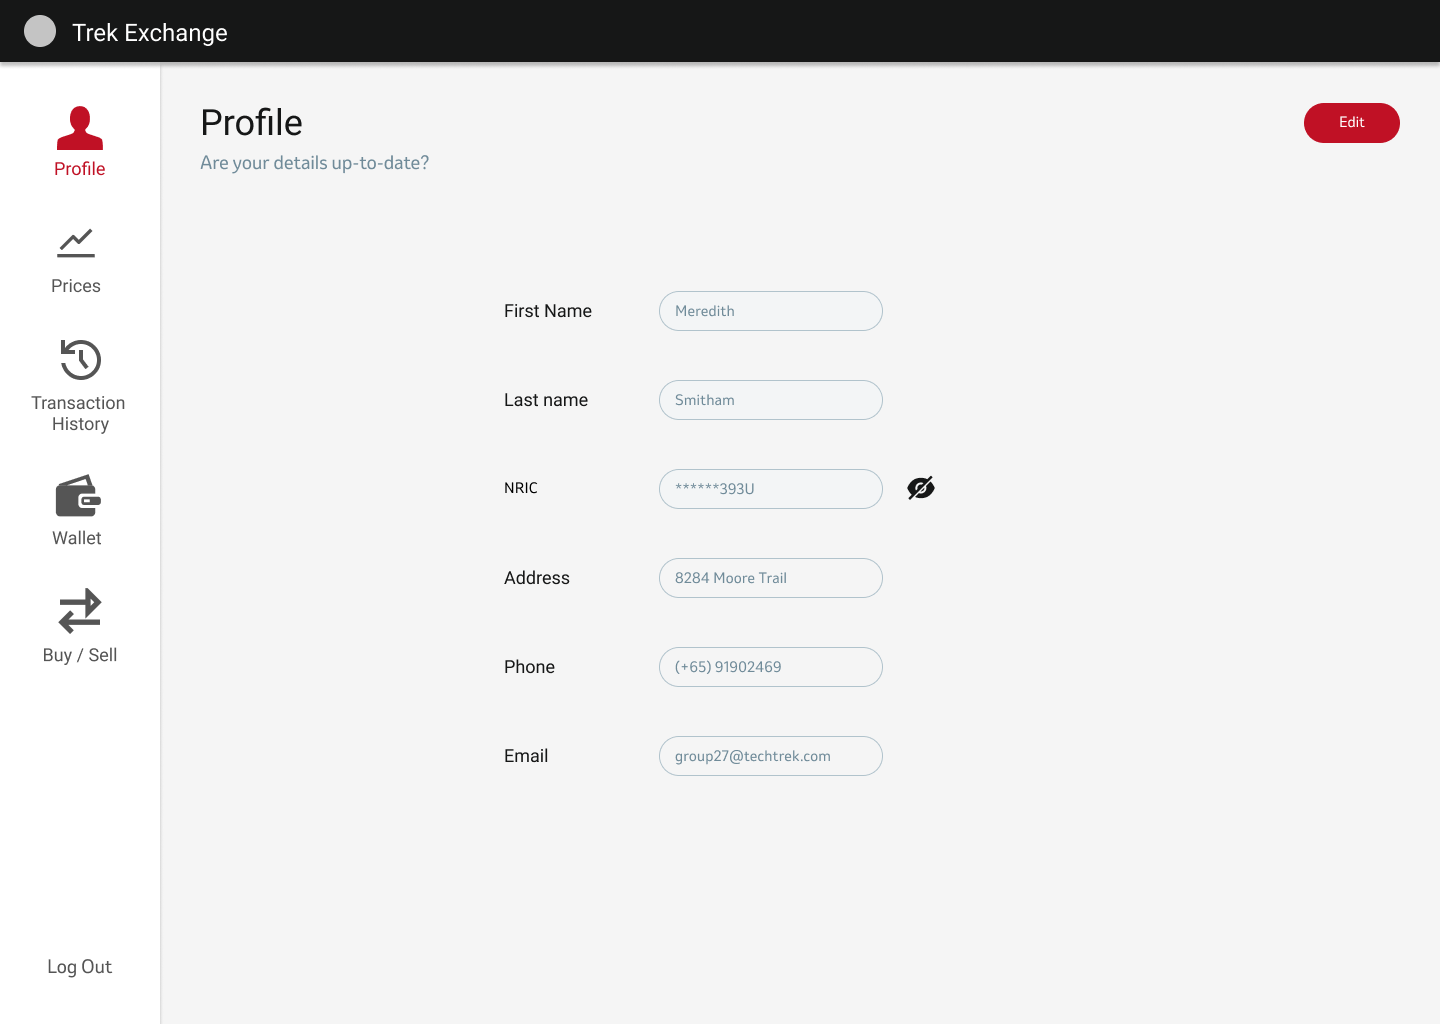 Trek Exchange
Profile
Edit
Are your details up-to-date?
Profile
Prices
Transaction
History
Wallet
Buy / Sell
Log Out
First Name
Meredith
Last name
Smitham
NRIC
******393U
Address
8284 Moore Trail
Phone
(+65) 91902469
Email
group27@techtrek.com